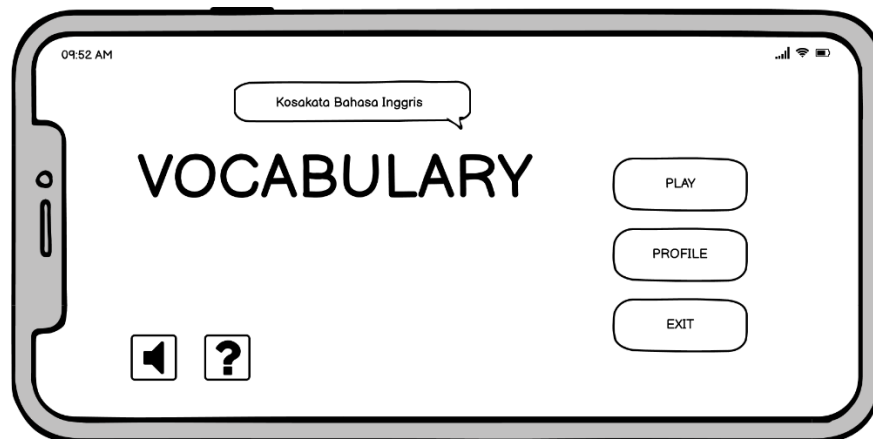 09:52 AM
Kosakata Bahasa Inggris
VOCABULARY
PLAY
PROFILE
EXIT
?